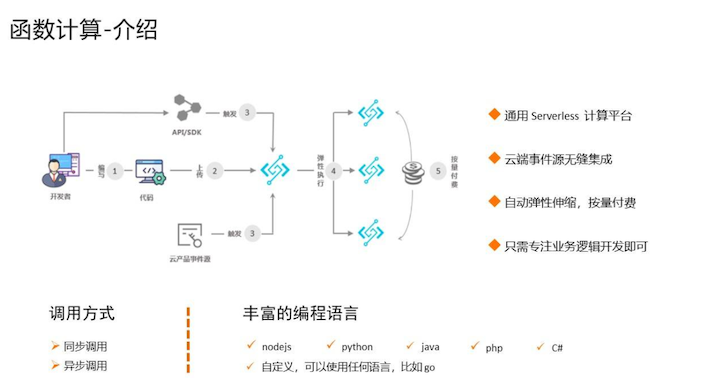 函数计算-介绍
API/SDK
触发 3
开发者
编写 1
代码
上传 2
弹性执行 4
5 按量付费
云产品事件源
触发 3
通用 Serverless 计算平台
云端事件源无缝集成
自动弹性伸缩，按量付费
只需专注业务逻辑开发即可
调用方式
同步调用
异步调用
丰富的编程语言
nodejs python java php C#
自定义，可以使用任何语言，比如 go